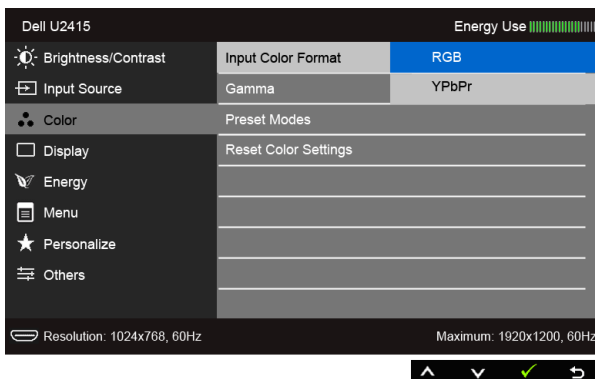 Dell U2415 Energy Use
Brightness/Contrast Input Color Format RGB
Input Source Gamma YPbPr
Color Preset Modes
Display Reset Color Settings
Energy
Menu
Personalize
Others
Resolution: 1024x768, 60Hz Maximum: 1920x1200, 60Hz